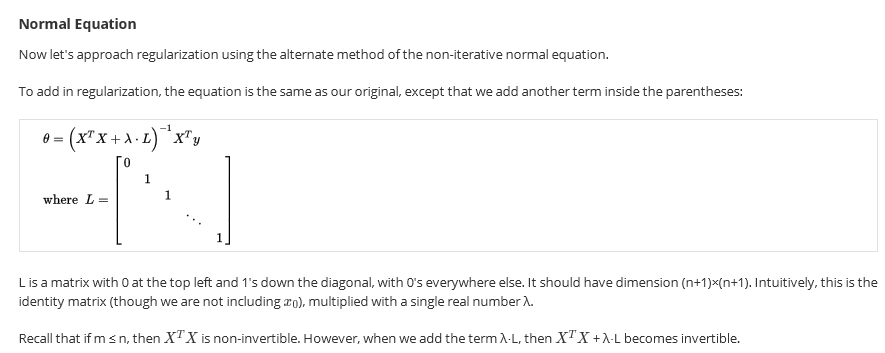 Normal Equation
Now let's approach regularization using the alternate method of the non-iterative normal equation.
To add in regularization, the equation is the same as our original, except that we add another term inside the parentheses:
θ = (XᵀX + λ · L)⁻¹ Xᵀy
where L = [0 1 1 ⋱ 1]
L is a matrix with 0 at the top left and 1's down the diagonal, with 0's everywhere else. It should have dimension (n+1)×(n+1). Intuitively, this is the
identity matrix (though we are not including x₀), multiplied with a single real number λ.
Recall that if m ≤ n, then XᵀX is non-invertible. However, when we add the term λ·L, then XᵀX + λ·L becomes invertible.